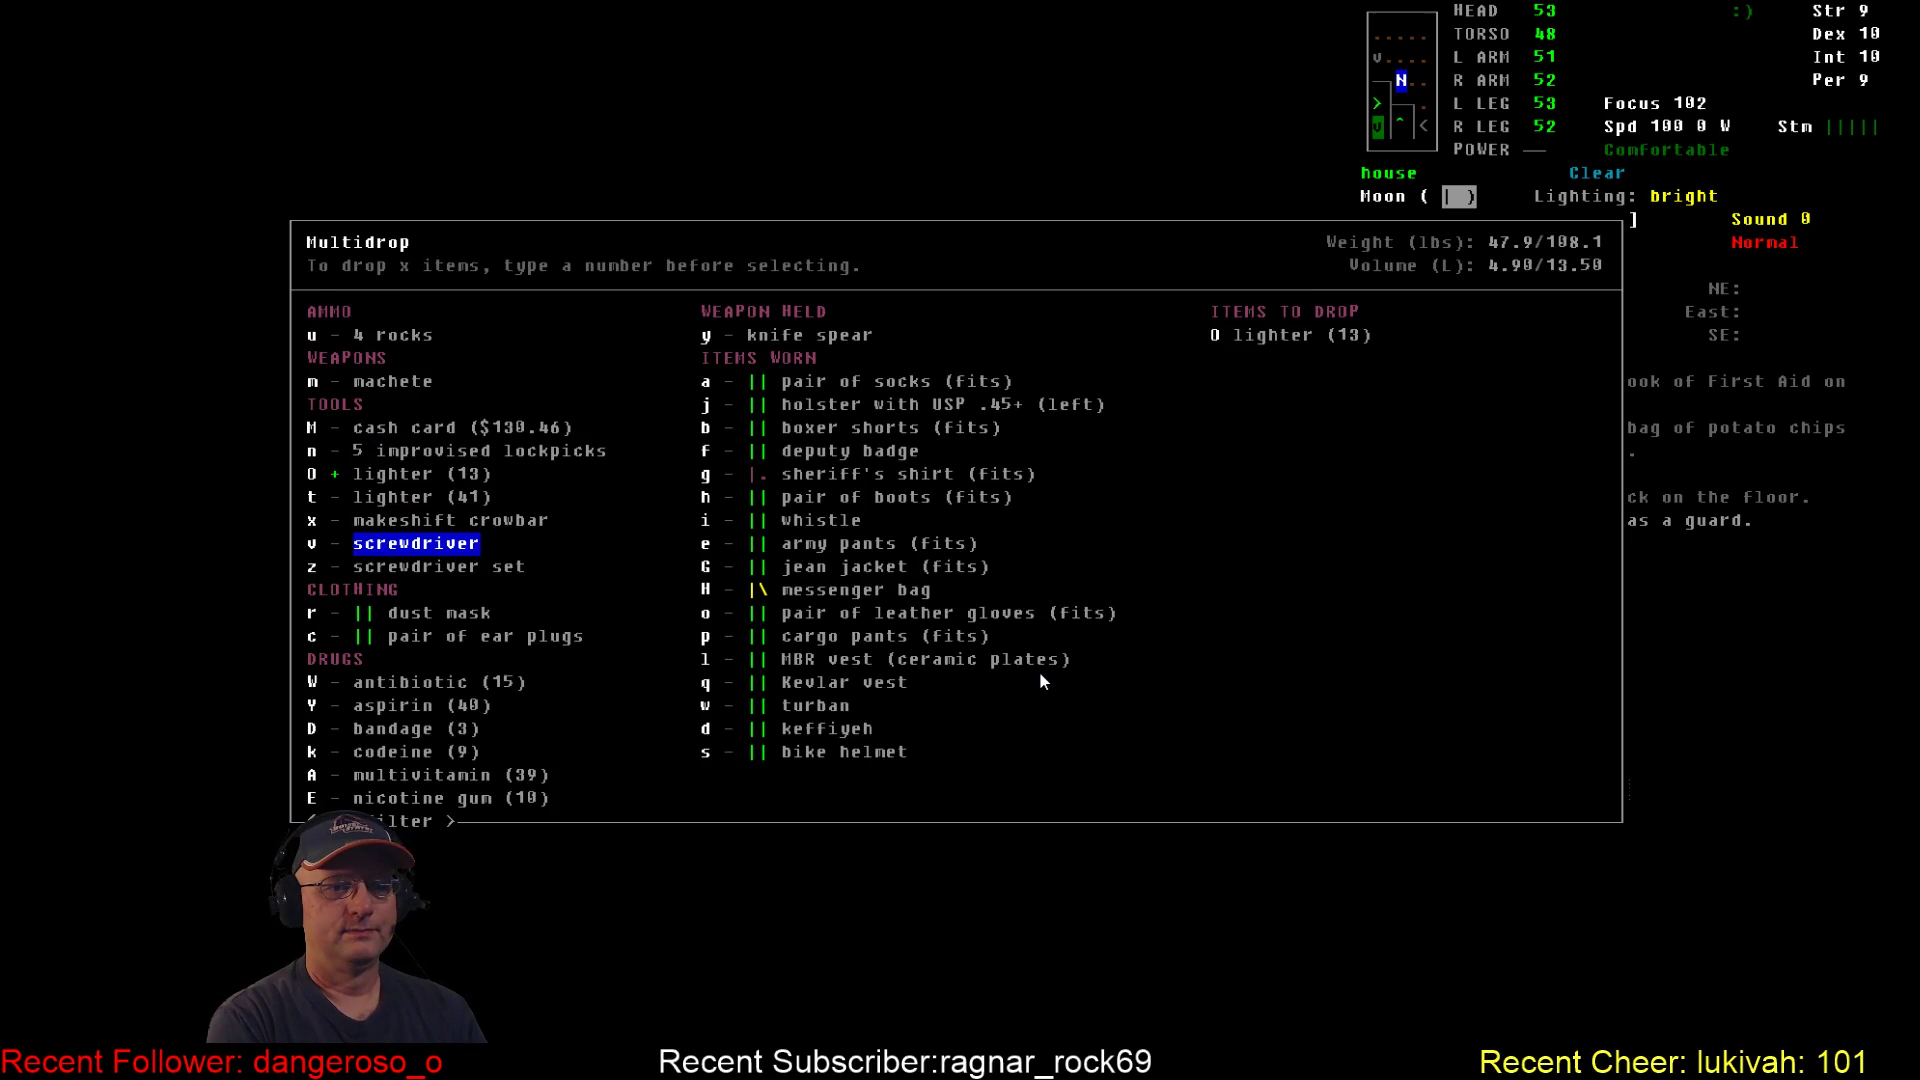 HEAD 53 :) Str 9
TORSO 48 Dex 10
L ARM 51 Int 10
R ARM 52 Per 9
L LEG 53 Focus 102
R LEG 52 Spd 100 0 W Stm |||||
POWER —
Comfortable
house Clear
Moon ( | ) Lighting: bright
] Sound 0
Normal
NE:
East:
SE:
ook of First Aid on
bag of potato chips
.
ck on the floor.
as a guard.
Multidrop
To drop x items, type a number before selecting.
Weight (lbs): 47.9/108.1
Volume (L): 4.90/13.50
AMMO
u - 4 rocks
WEAPONS
m - machete
TOOLS
M - cash card ($130.46)
n - 5 improvised lockpicks
O + lighter (13)
t - lighter (41)
x - makeshift crowbar
v - screwdriver
z - screwdriver set
CLOTHING
r - || dust mask
c - || pair of ear plugs
DRUGS
W - antibiotic (15)
Y - aspirin (40)
D - bandage (3)
k - codeine (9)
A - multivitamin (39)
E - nicotine gum (10)
WEAPON HELD
y - knife spear
ITEMS WORN
a - || pair of socks (fits)
j - || holster with USP .45+ (left)
b - || boxer shorts (fits)
f - || deputy badge
g - |. sheriff's shirt (fits)
h - || pair of boots (fits)
i - || whistle
e - || army pants (fits)
G - || jean jacket (fits)
H - |\ messenger bag
o - || pair of leather gloves (fits)
p - || cargo pants (fits)
l - || MBR vest (ceramic plates)
q - || Kevlar vest
w - || turban
d - || keffiyeh
s - || bike helmet
ITEMS TO DROP
O lighter (13)
Recent Follower: dangeroso_o
Recent Subscriber:ragnar_rock69
Recent Cheer: lukivah: 101